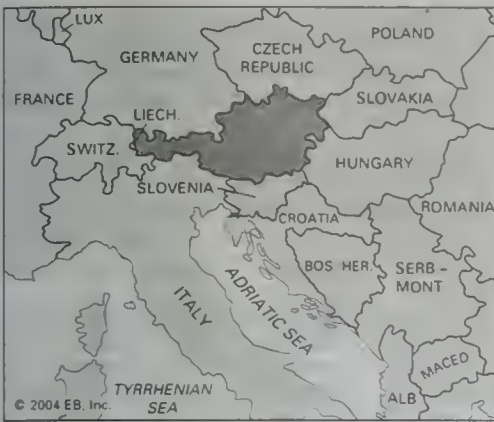 LUX
POLAND
GERMANY
CZECH
REPUBLIC
FRANCE
SLOVAKIA
LIECH.
SWITZ.
HUNGARY
SLOVENIA
ROMANIA
CROATIA
BOS HER.
SERB -
MONT
ADRIATIC SEA
ITALY
MACED
TYRRHENIAN
SEA
ALB
© 2004 EB, Inc.